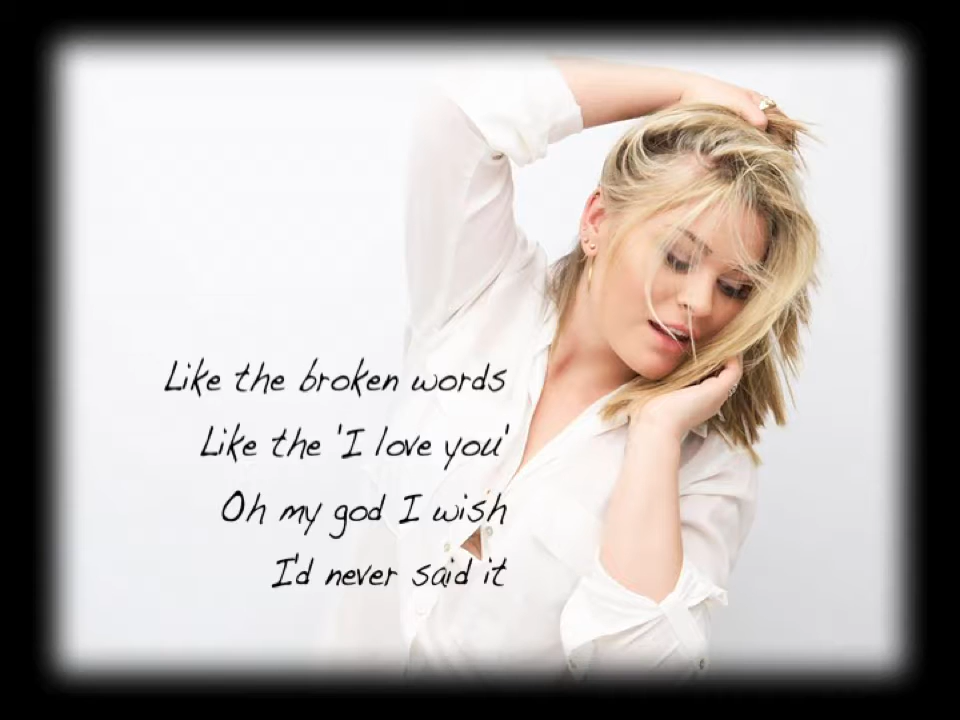 Like the broken words
Like the 'I love you'
Oh my god I wish
I'd never said it